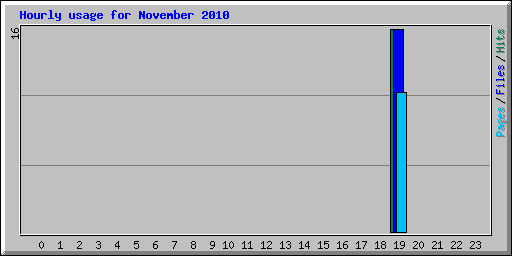 Hourly usage for November 2010
16
Pages/Files/Hits
0 1 2 3 4 5 6 7 8 9 10 11 12 13 14 15 16 17 18 19 20 21 22 23